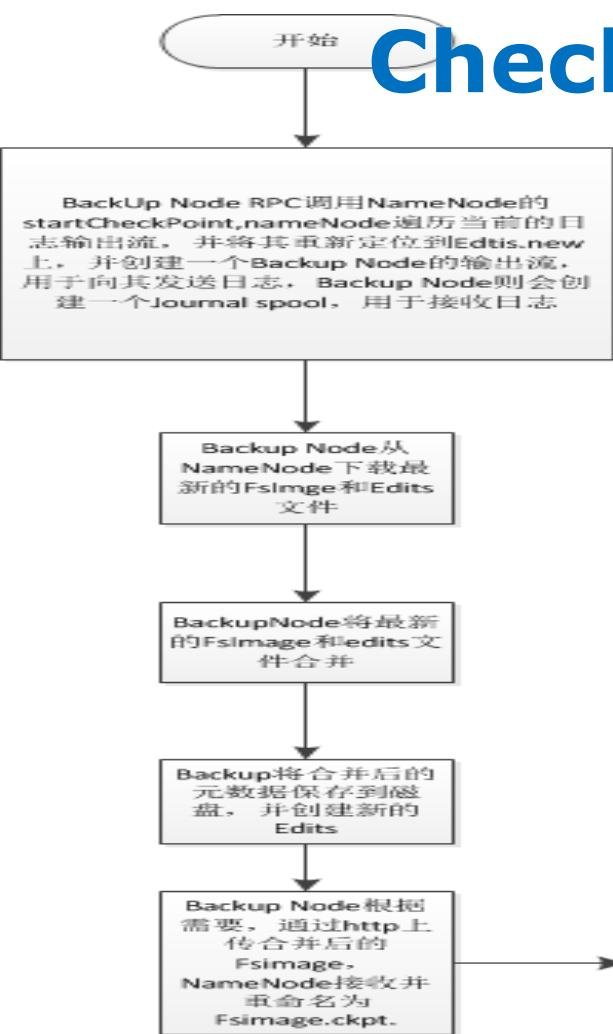 开始
Check
BackUp Node RPC调用NameNode的
startCheckPoint,nameNode遍历当前的日
志输出流，并将其重新定位到Edtis.new
上，并创建一个Backup Node的输出流，
用于向其发送日志，Backup Node则会创
建一个Journal spool，用于接收日志
Backup Node从
NameNode下载最
新的FsImge和Edits
文件
BackupNode将最新
的FsImage和edits文
件合并
Backup将合并后的
元数据保存到磁
盘，并创建新的
Edits
Backup Node根据
需要，通过http上
传合并后的
Fsimage，
NameNode接收并
重命名为
Fsimage.ckpt.